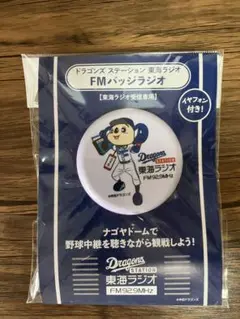 ドラゴンズ ステーション 東海ラジオ
FMバッジラジオ
【東海ラジオ受信専用】
イヤフォン
付き!
Dragons
STATION
東海ラジオ
FM92.9MHz
ナゴヤドームで
野球中継を聴きながら観戦しよう!
Dragons
STATION
東海ラジオ
FM92.9MHz